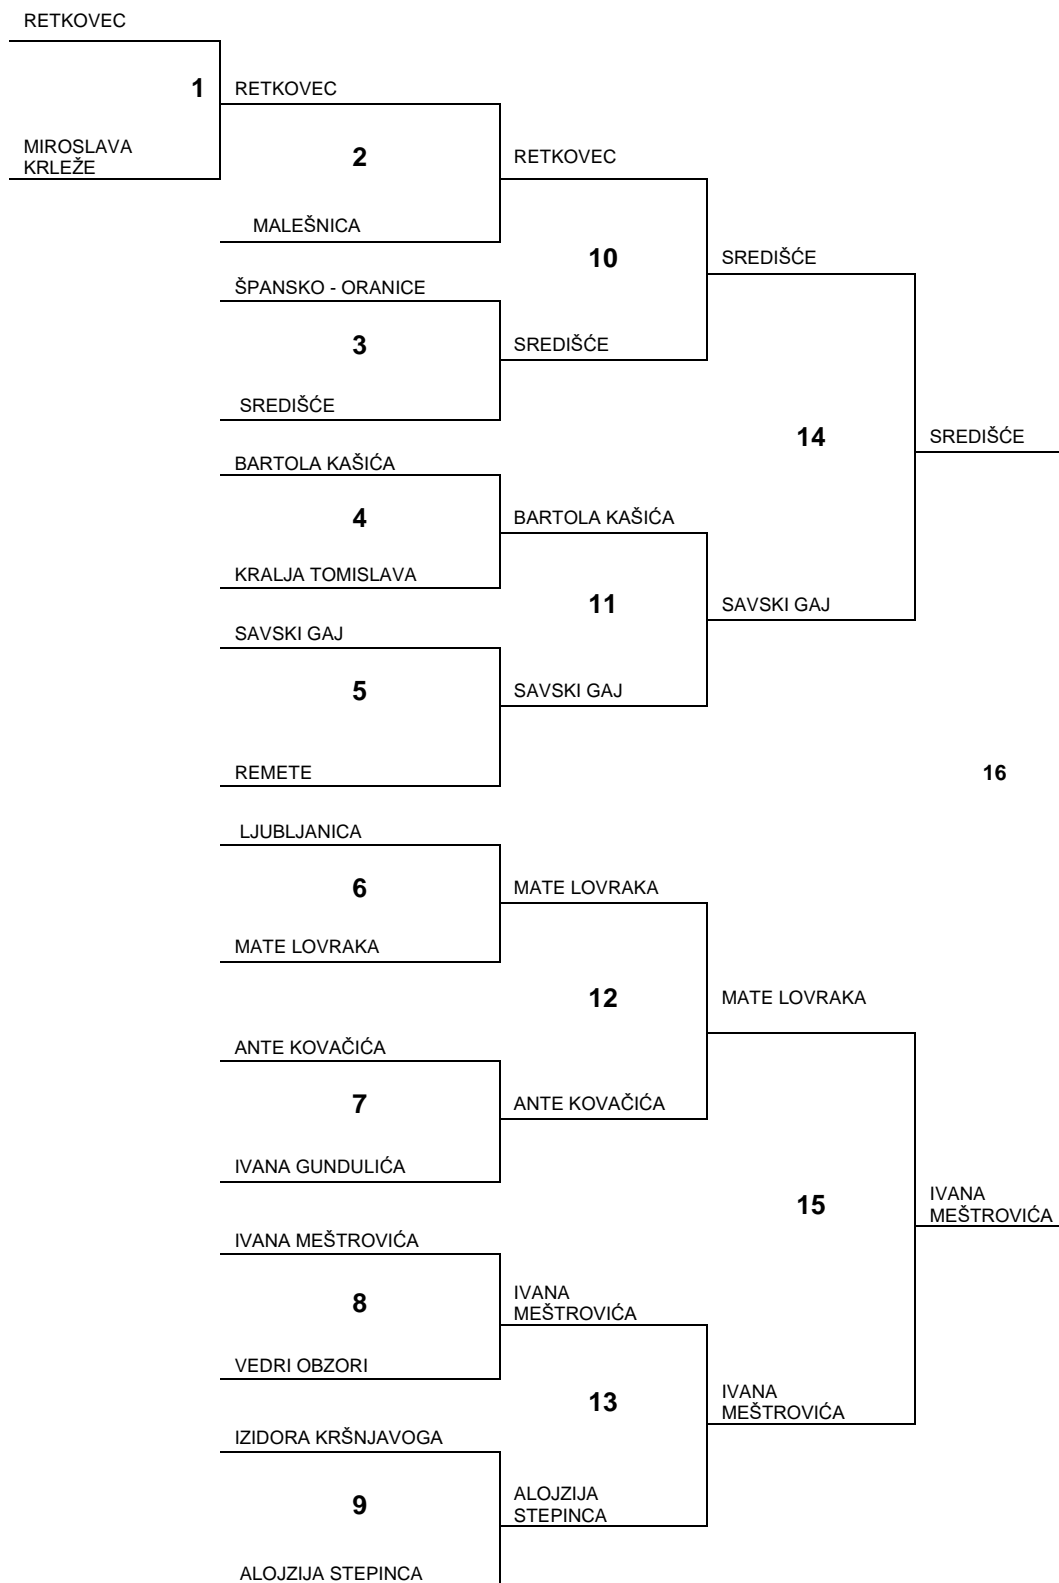 RETKOVEC
1
RETKOVEC
MIROSLAVA
KRLEŽE
2
RETKOVEC
MALEŠNICA
10
SREDIŠĆE
ŠPANSKO - ORANICE
3
SREDIŠĆE
SREDIŠĆE
14
SREDIŠĆE
BARTOLA KAŠIĆA
4
BARTOLA KAŠIĆA
KRALJA TOMISLAVA
11
SAVSKI GAJ
SAVSKI GAJ
5
SAVSKI GAJ
REMETE
16
LJUBLJANICA
6
MATE LOVRAKA
MATE LOVRAKA
12
MATE LOVRAKA
ANTE KOVAČIĆA
7
ANTE KOVAČIĆA
IVANA GUNDULIĆA
15
IVANA
MEŠTROVIĆA
IVANA MEŠTROVIĆA
8
IVANA
MEŠTROVIĆA
VEDRI OBZORI
13
IVANA
MEŠTROVIĆA
IZIDORA KRŠNJAVOGA
9
ALOJZIJA
STEPINCA
ALOJZIJA STEPINCA